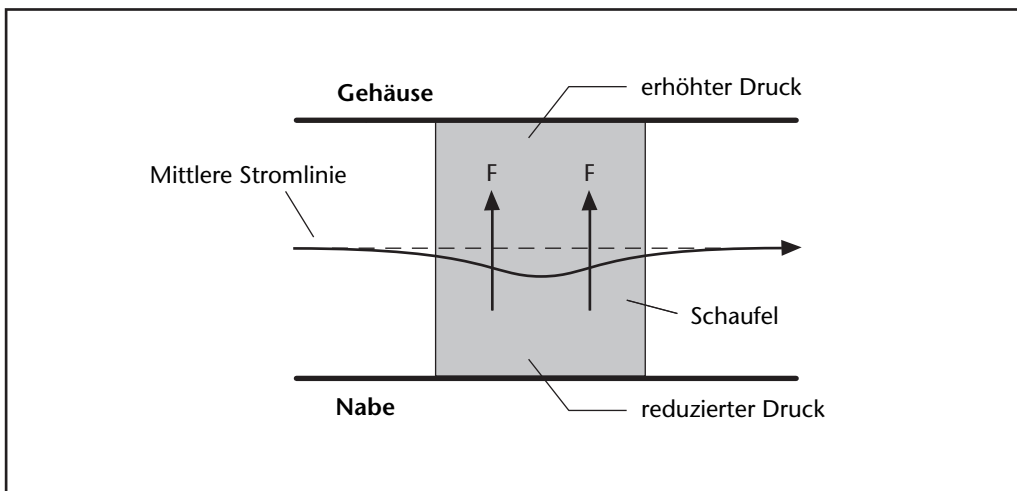 erhöhter Druck
Gehäuse
Mittlere Stromlinie
F
F
Schaufel
Nabe
reduzierter Druck